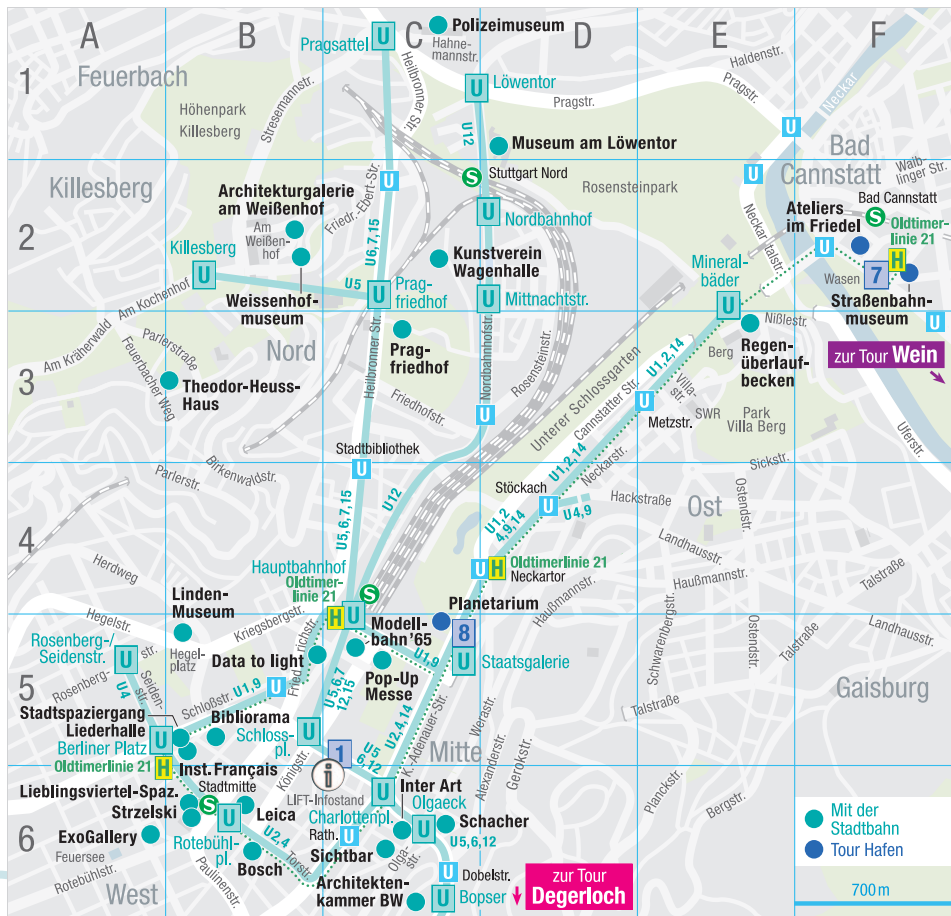 A
B
C
D
E
F
1
2
3
4
5
6
Polizeimuseum
Hahne-
mannstr.
Pragsattel
U
Feuerbach
Heilbronner Str.
Löwentor
U
Haldenstr.
Pragstr.
Pragstr.
Neckar
Höhenpark
Killesberg
Stresemannstr.
U12
Museum am Löwentor
U
Bad
Cannstatt
Waib-
linger Str.
Killesberg
Architekturgalerie
am Weißenhof
Am
Weißen-
hof
Friedr.-Ebert-Str.
U
S
Stuttgart Nord
Rosensteinpark
U
Neckartalstr.
Bad Cannstatt
S
Ateliers
im Friedel
Oldtimer-
linie 21
H
U
Nordbahnhof
U6,7,15
Killesberg
U
Kunstverein
Wagenhalle
Mineral-
bäder
U
U
Wasen
7
Straßenbahn-
museum
Am Kochenhof
Weissenhof-
museum
U5
U
Prag-
friedhof
U
Mittnachtstr.
Am Kräherwald
Parlerstraße
Feuerbacher Weg
Nord
Heilbronner Str.
Prag-
friedhof
Nordbahnhofstr.
Rosensteinstr.
Unterer Schlossgarten
U1,2,14
Berg
Nißlestr.
Regen-
überlauf-
becken
U
zur Tour Wein
Theodor-Heuss-
Haus
Friedhofstr.
U
Cannstatter Str.
U
Metzstr.
Villa-
str.
SWR
Park
Villa Berg
Uferstr.
Stadtbibliothek
U
Birkenwaldstr.
Parlerstr.
U12
U1,2,14
Neckarstr.
Sickstr.
Stöckach
U
U4,9
Hackstraße
Ost
Ostendstr.
U5,6,7,15
U1,2
4,9,14
Landhausstr.
Herdweg
Hauptbahnhof
Oldtimer-
linie 21
S
U
H
Oldtimerlinie 21
Neckartor
Haußmannstr.
Haußmannstr.
Talstraße
Linden-
Museum
Kriegsbergstr.
H
U
Planetarium
8
Landhausstr.
Hegelstr.
Hegel-
platz
Friedrichstr.
Modell-
bahn'65
U1,9
Rosenberg-/
Seidenstr.
U
Data to light
Pop-Up
Messe
U
Staatsgalerie
Schwarenbergstr.
Ostendstr.
Talstraße
Rosenbergstr.
Seiden-
str.
U4
Schloßstr.
U1,9
U
U5,6,7
12,15
Gaisburg
Talstraße
Stadtspaziergang
Liederhalle
Bibliorama
Schloss-
pl.
U
U2,4,14
K.-Adenauer-Str.
Werastr.
Berliner Platz
U
1
U5
6,12
Mitte
Alexanderstr.
Gerokstr.
Oldtimerlinie 21
H
Inst.Français
Königstr.
i
LIFT-Infostand
Inter Art
Planckstr.
Bergstr.
Lieblingsviertel-Spaz.
Stadtmitte
Strzelski
S
U
Leica
Charlottenpl.
U
Olgaeck
U
Schacher
U5,6,12
Rath.
U
ExoGallery
Rotebühl-
pl.
U2,4
Torstr.
Sichtbar
Olga-
str.
Feuersee
Rotebühlstr.
Paulinenstr.
Bosch
Architekten-
kammer BW
U
Dobelstr.
U
Bopser
zur Tour
Degerloch
West
Mit der
Stadtbahn
Tour Hafen
700 m